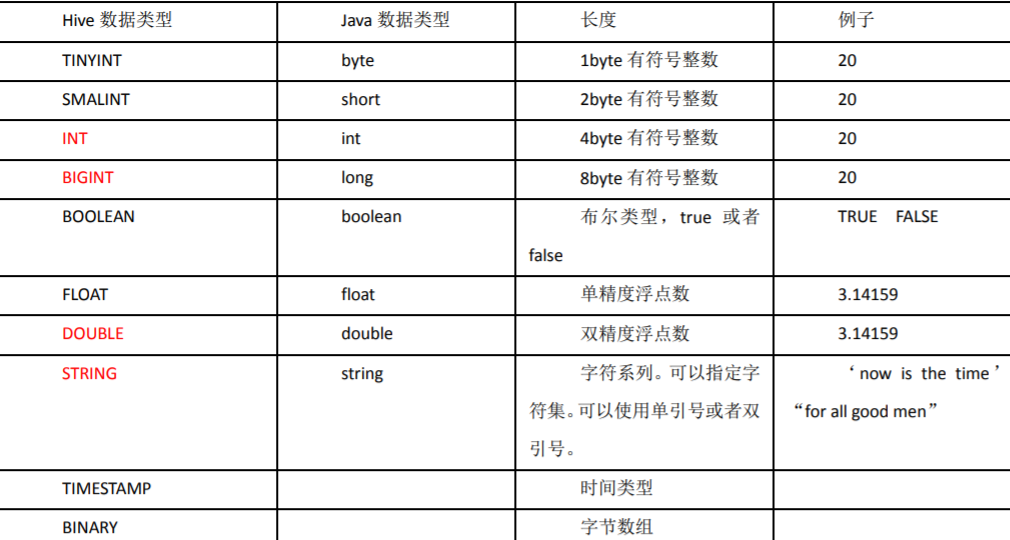 Hive 数据类型 Java 数据类型 长度 例子
TINYINT byte 1byte 有符号整数 20
SMALINT short 2byte 有符号整数 20
INT int 4byte 有符号整数 20
BIGINT long 8byte 有符号整数 20
BOOLEAN boolean 布尔类型，true 或者 TRUE FALSE
false
FLOAT float 单精度浮点数 3.14159
DOUBLE double 双精度浮点数 3.14159
STRING string 字符系列。可以指定字 ‘now is the time’
符集。可以使用单引号或者双 “for all good men”
引号。
TIMESTAMP 时间类型
BINARY 字节数组